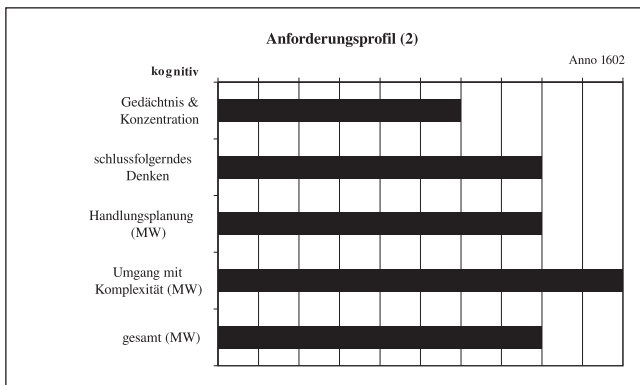 Anforderungsprofil (2)
Anno 1602
kognitiv
Gedächtnis &
Konzentration
schlussfolgerndes
Denken
Handlungsplanung
(MW)
Umgang mit
Komplexität (MW)
gesamt (MW)